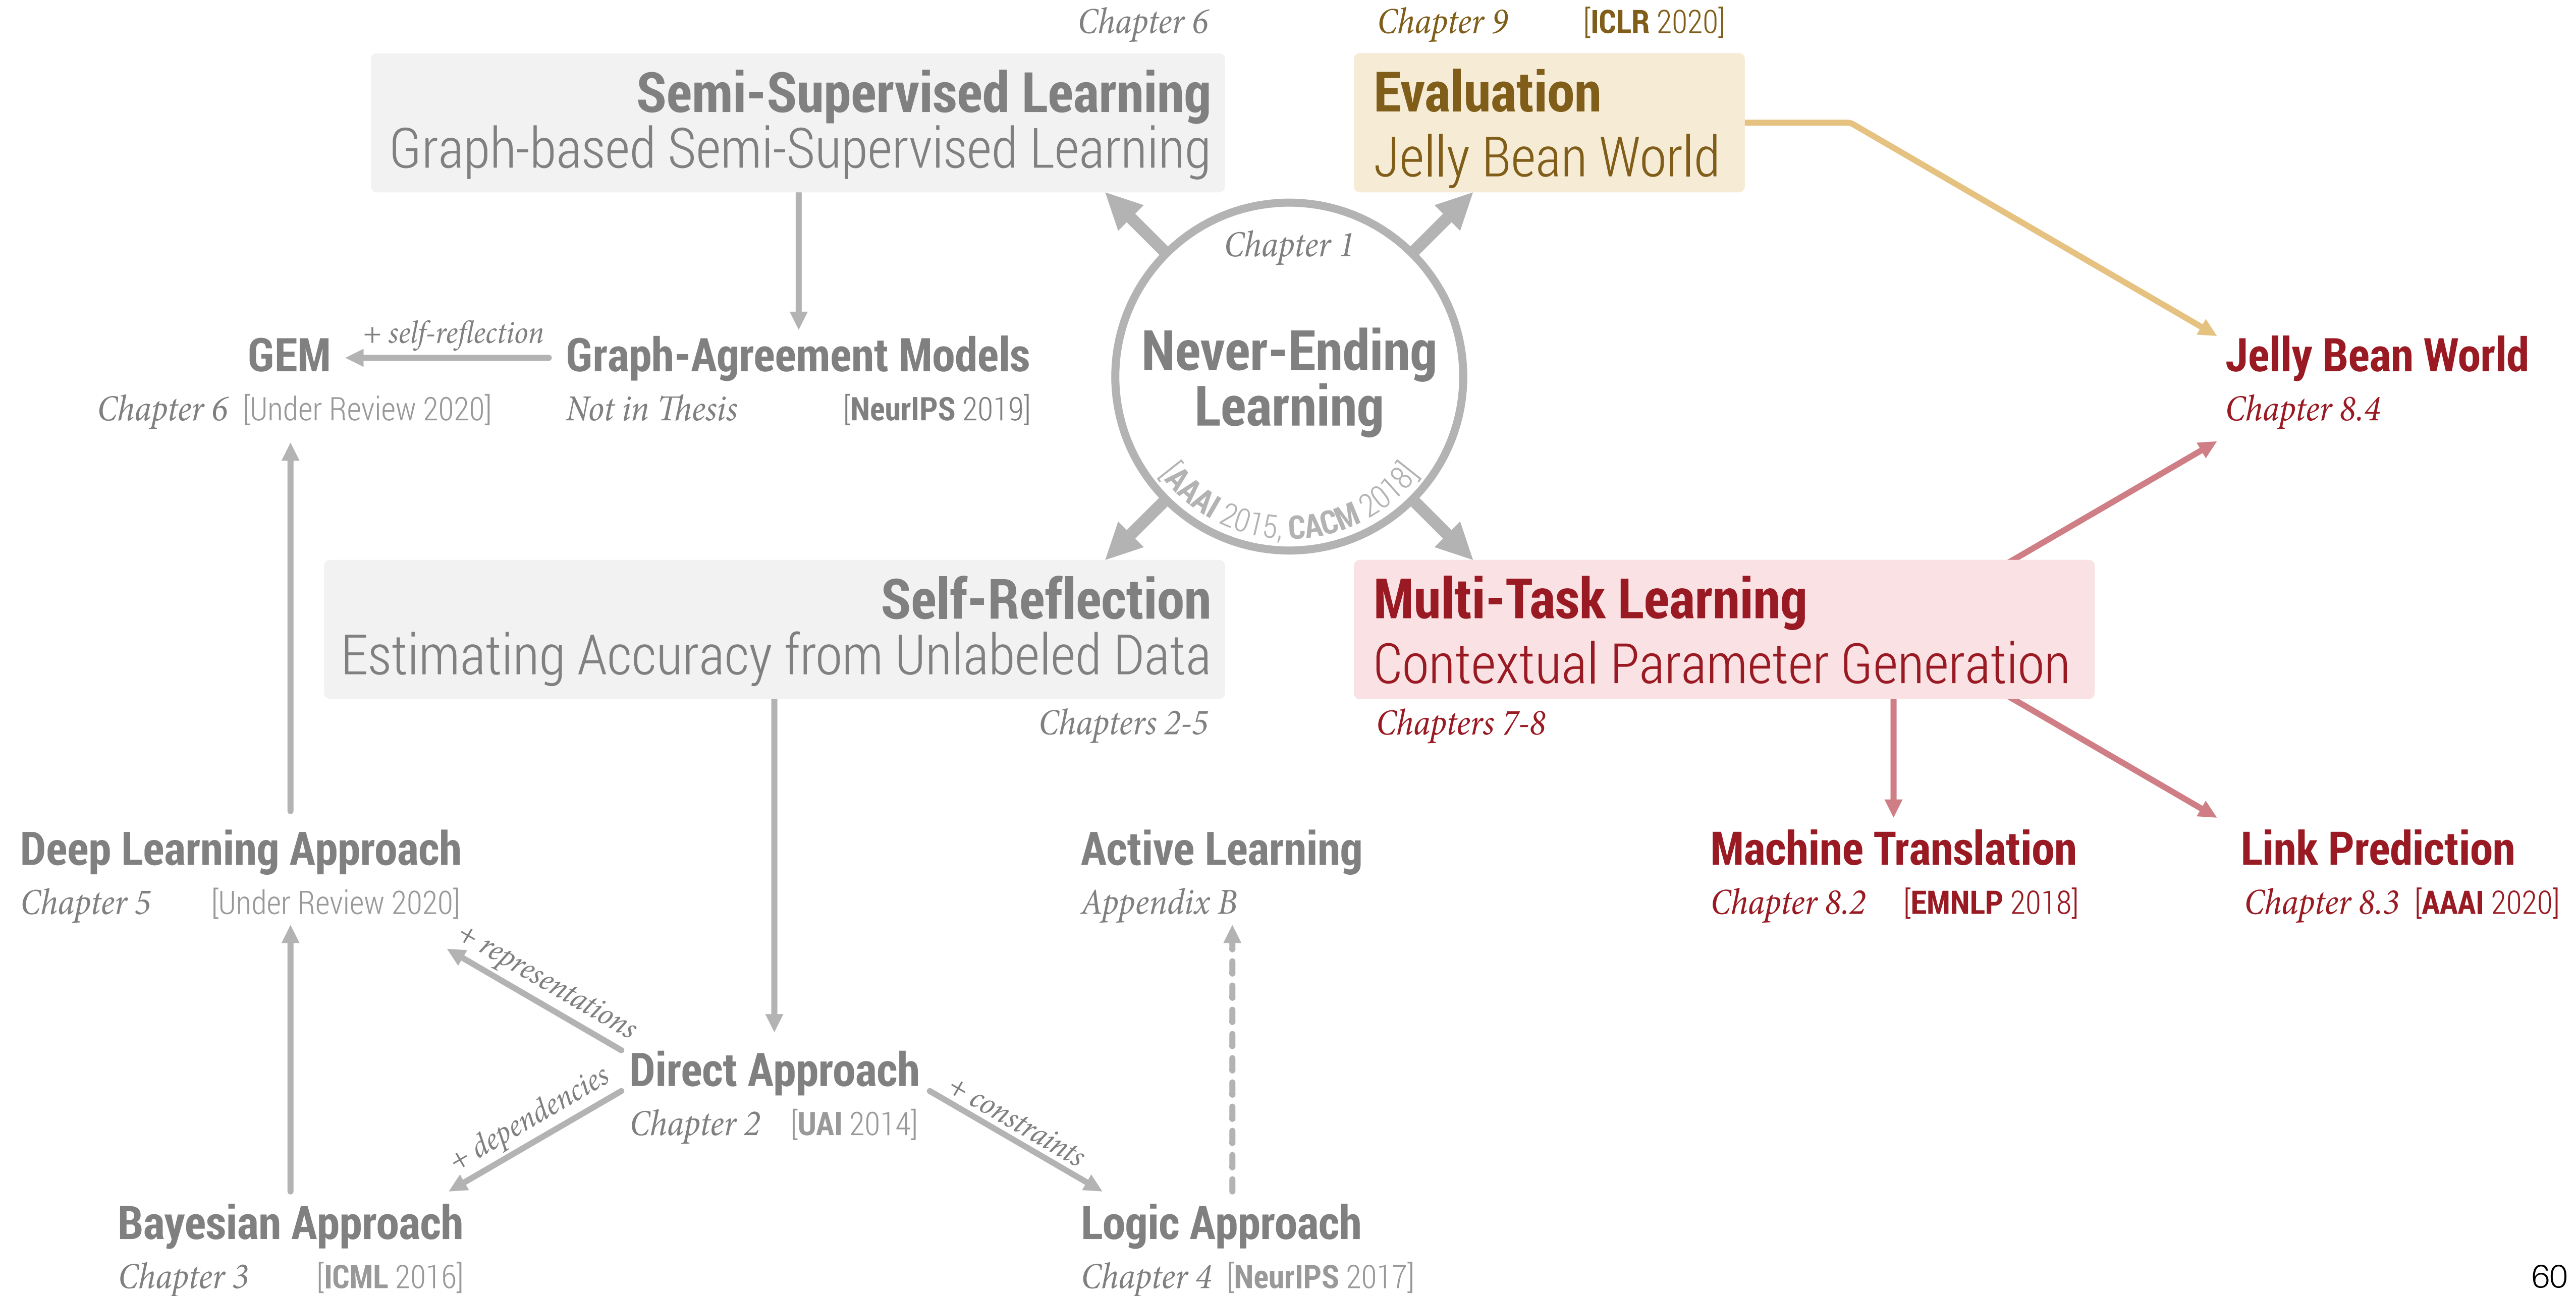 Chapter 6
Semi-Supervised Learning
Graph-based Semi-Supervised Learning
Chapter 9 [ICLR 2020]
Evaluation
Jelly Bean World
Chapter 1
Never-Ending
Learning
[AAAI 2015, CACM 2018]
GEM
Chapter 6 [Under Review 2020]
+ self-reflection
Graph-Agreement Models
Not in Thesis [NeurIPS 2019]
Jelly Bean World
Chapter 8.4
Self-Reflection
Estimating Accuracy from Unlabeled Data
Chapters 2-5
Multi-Task Learning
Contextual Parameter Generation
Chapters 7-8
Deep Learning Approach
Chapter 5 [Under Review 2020]
Active Learning
Appendix B
Machine Translation
Chapter 8.2 [EMNLP 2018]
Link Prediction
Chapter 8.3 [AAAI 2020]
+ representations
Direct Approach
Chapter 2 [UAI 2014]
+ dependencies
+ constraints
Bayesian Approach
Chapter 3 [ICML 2016]
Logic Approach
Chapter 4 [NeurIPS 2017]
60